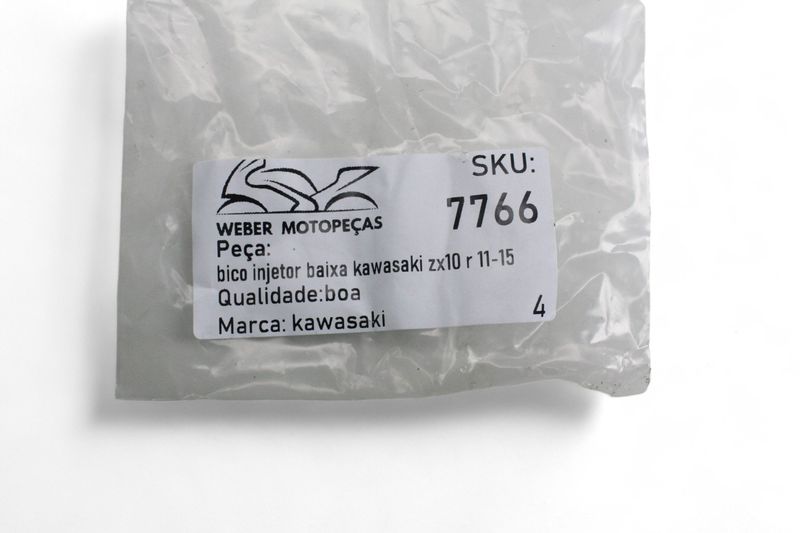 WEBER MOTOPEÇAS
SKU:
7766
Peça:
bico injetor baixa kawasaki zx10 r 11-15
Qualidade:boa
Marca: kawasaki
4